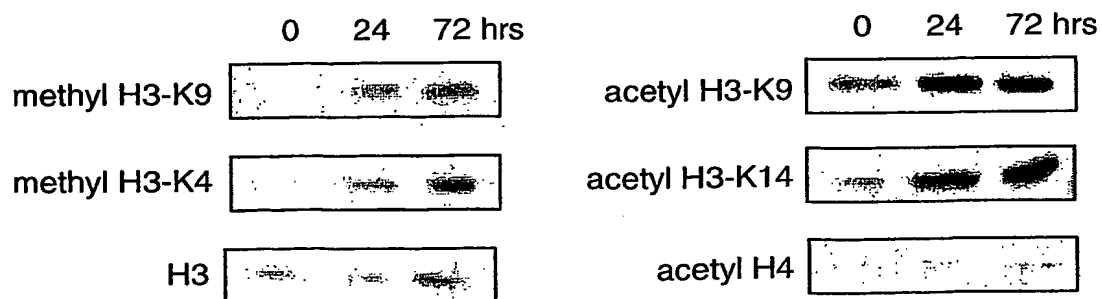 0 24 72 hrs
methyl H3-K9
methyl H3-K4
H3
0 24 72 hrs
acetyl H3-K9
acetyl H3-K14
acetyl H4